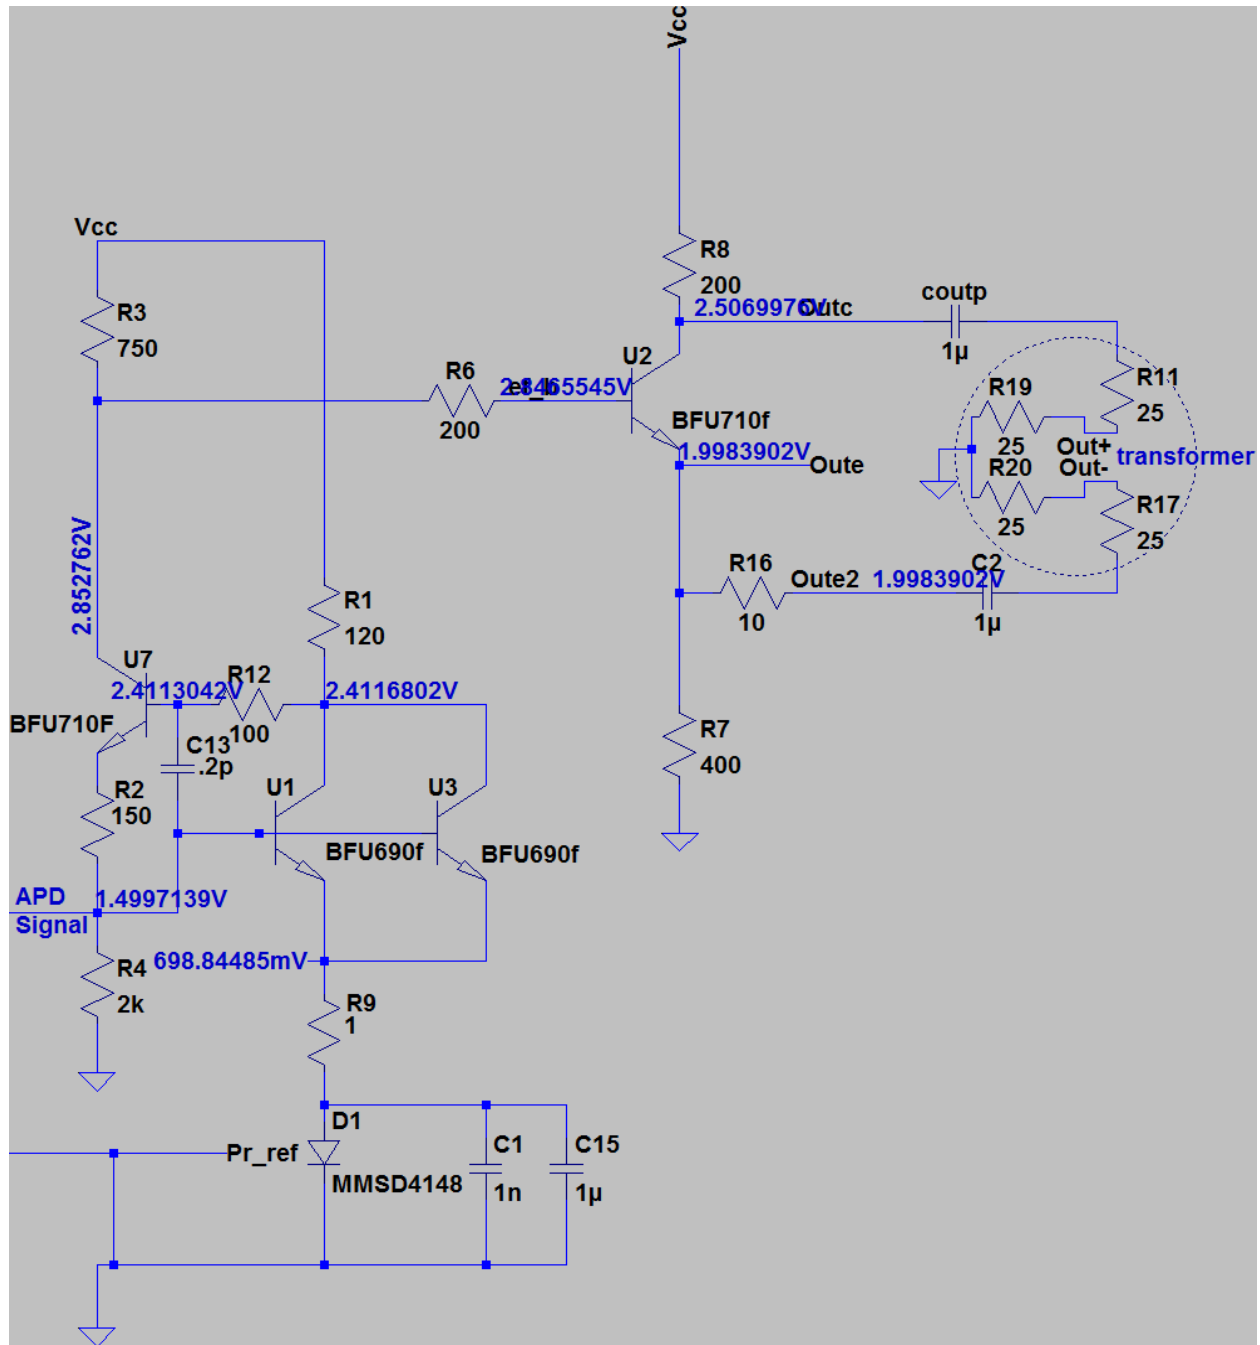 Vcc
Vcc
R8
200
2.5069976V
Outc
coutp
1µ
R3
750
U2
R6
200
2.8465545V
BFU710f
1.9983902V
Oute
R19
25
R11
25
Out+
Out-
transformer
R20
25
R17
25
2.852762V
R16
10
Oute2
1.9983902V
C2
1µ
R1
120
U7
2.4113042V
R12
100
2.4116802V
BFU710F
C13
.2p
R7
400
R2
150
U1
U3
BFU690f
BFU690f
APD
Signal
1.4997139V
698.84485mV
R4
2k
R9
1
D1
Pr_ref
MMSD4148
C1
1n
C15
1µ